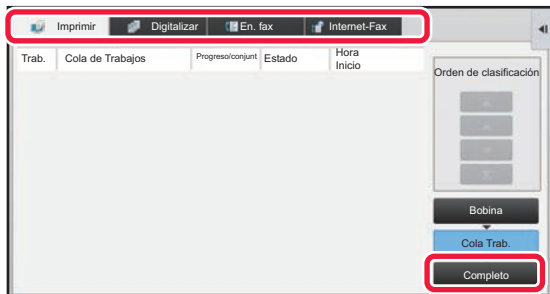 Imprimir Digitalizar En. fax Internet-Fax
Trab. Cola de Trabajos Progreso/conjunt Estado Hora
Inicio
Orden de clasificación
Bobina
Cola Trab.
Completo